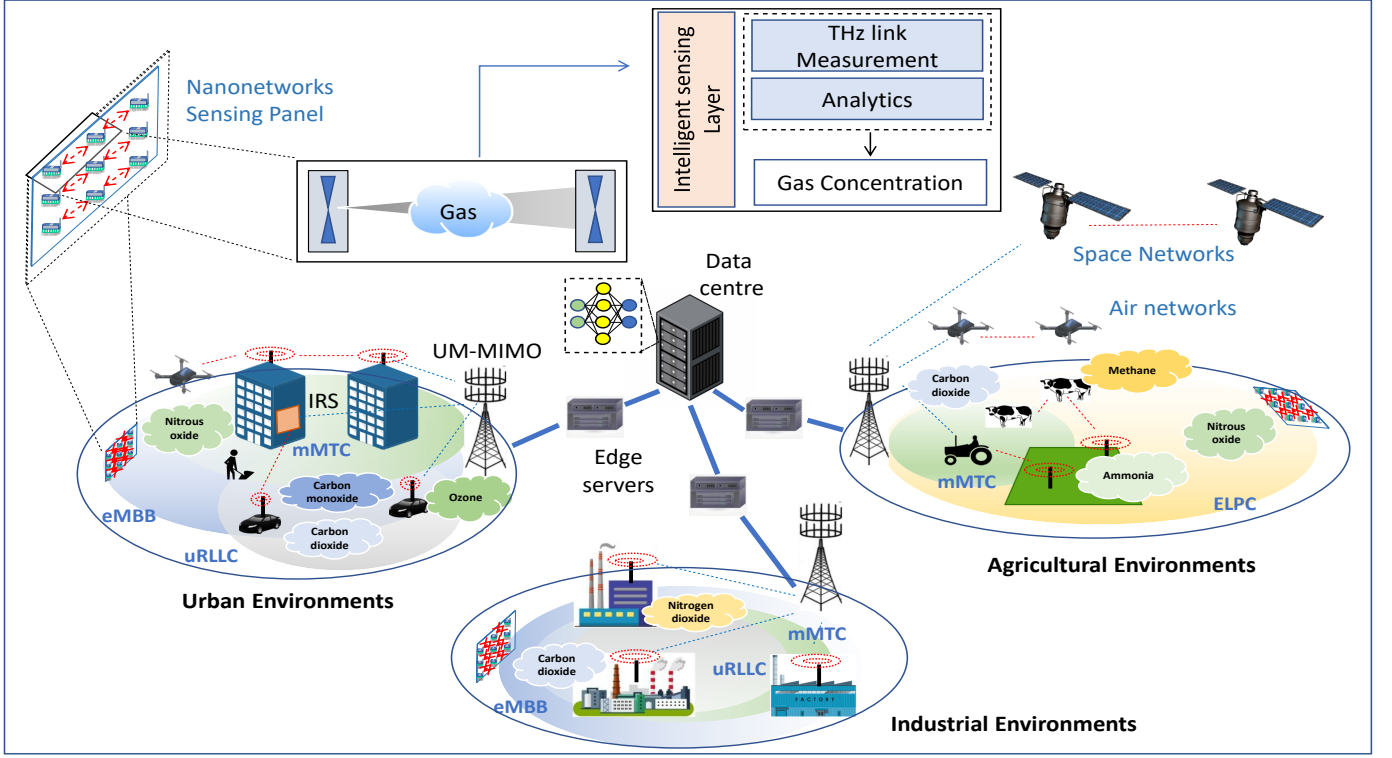 Nanonetworks
Sensing Panel
Gas
Intelligent sensing
Layer
THz link
Measurement
Analytics
Gas Concentration
Space Networks
Air networks
Data
centre
UM-MIMO
IRS
Nitrous
oxide
mMTC
Carbon
monoxide
Ozone
Carbon
dioxide
eMBB
uRLLC
Urban Environments
Edge
servers
Carbon
dioxide
Methane
Nitrous
oxide
mMTC
Ammonia
ELPC
Agricultural Environments
Nitrogen
dioxide
mMTC
Carbon
dioxide
uRLLC
FACTORY
eMBB
Industrial Environments